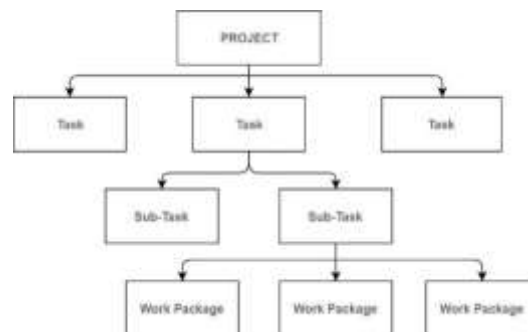 PROJECT
Task
Task
Task
Sub-Task
Sub-Task
Work Package
Work Package
Work Package